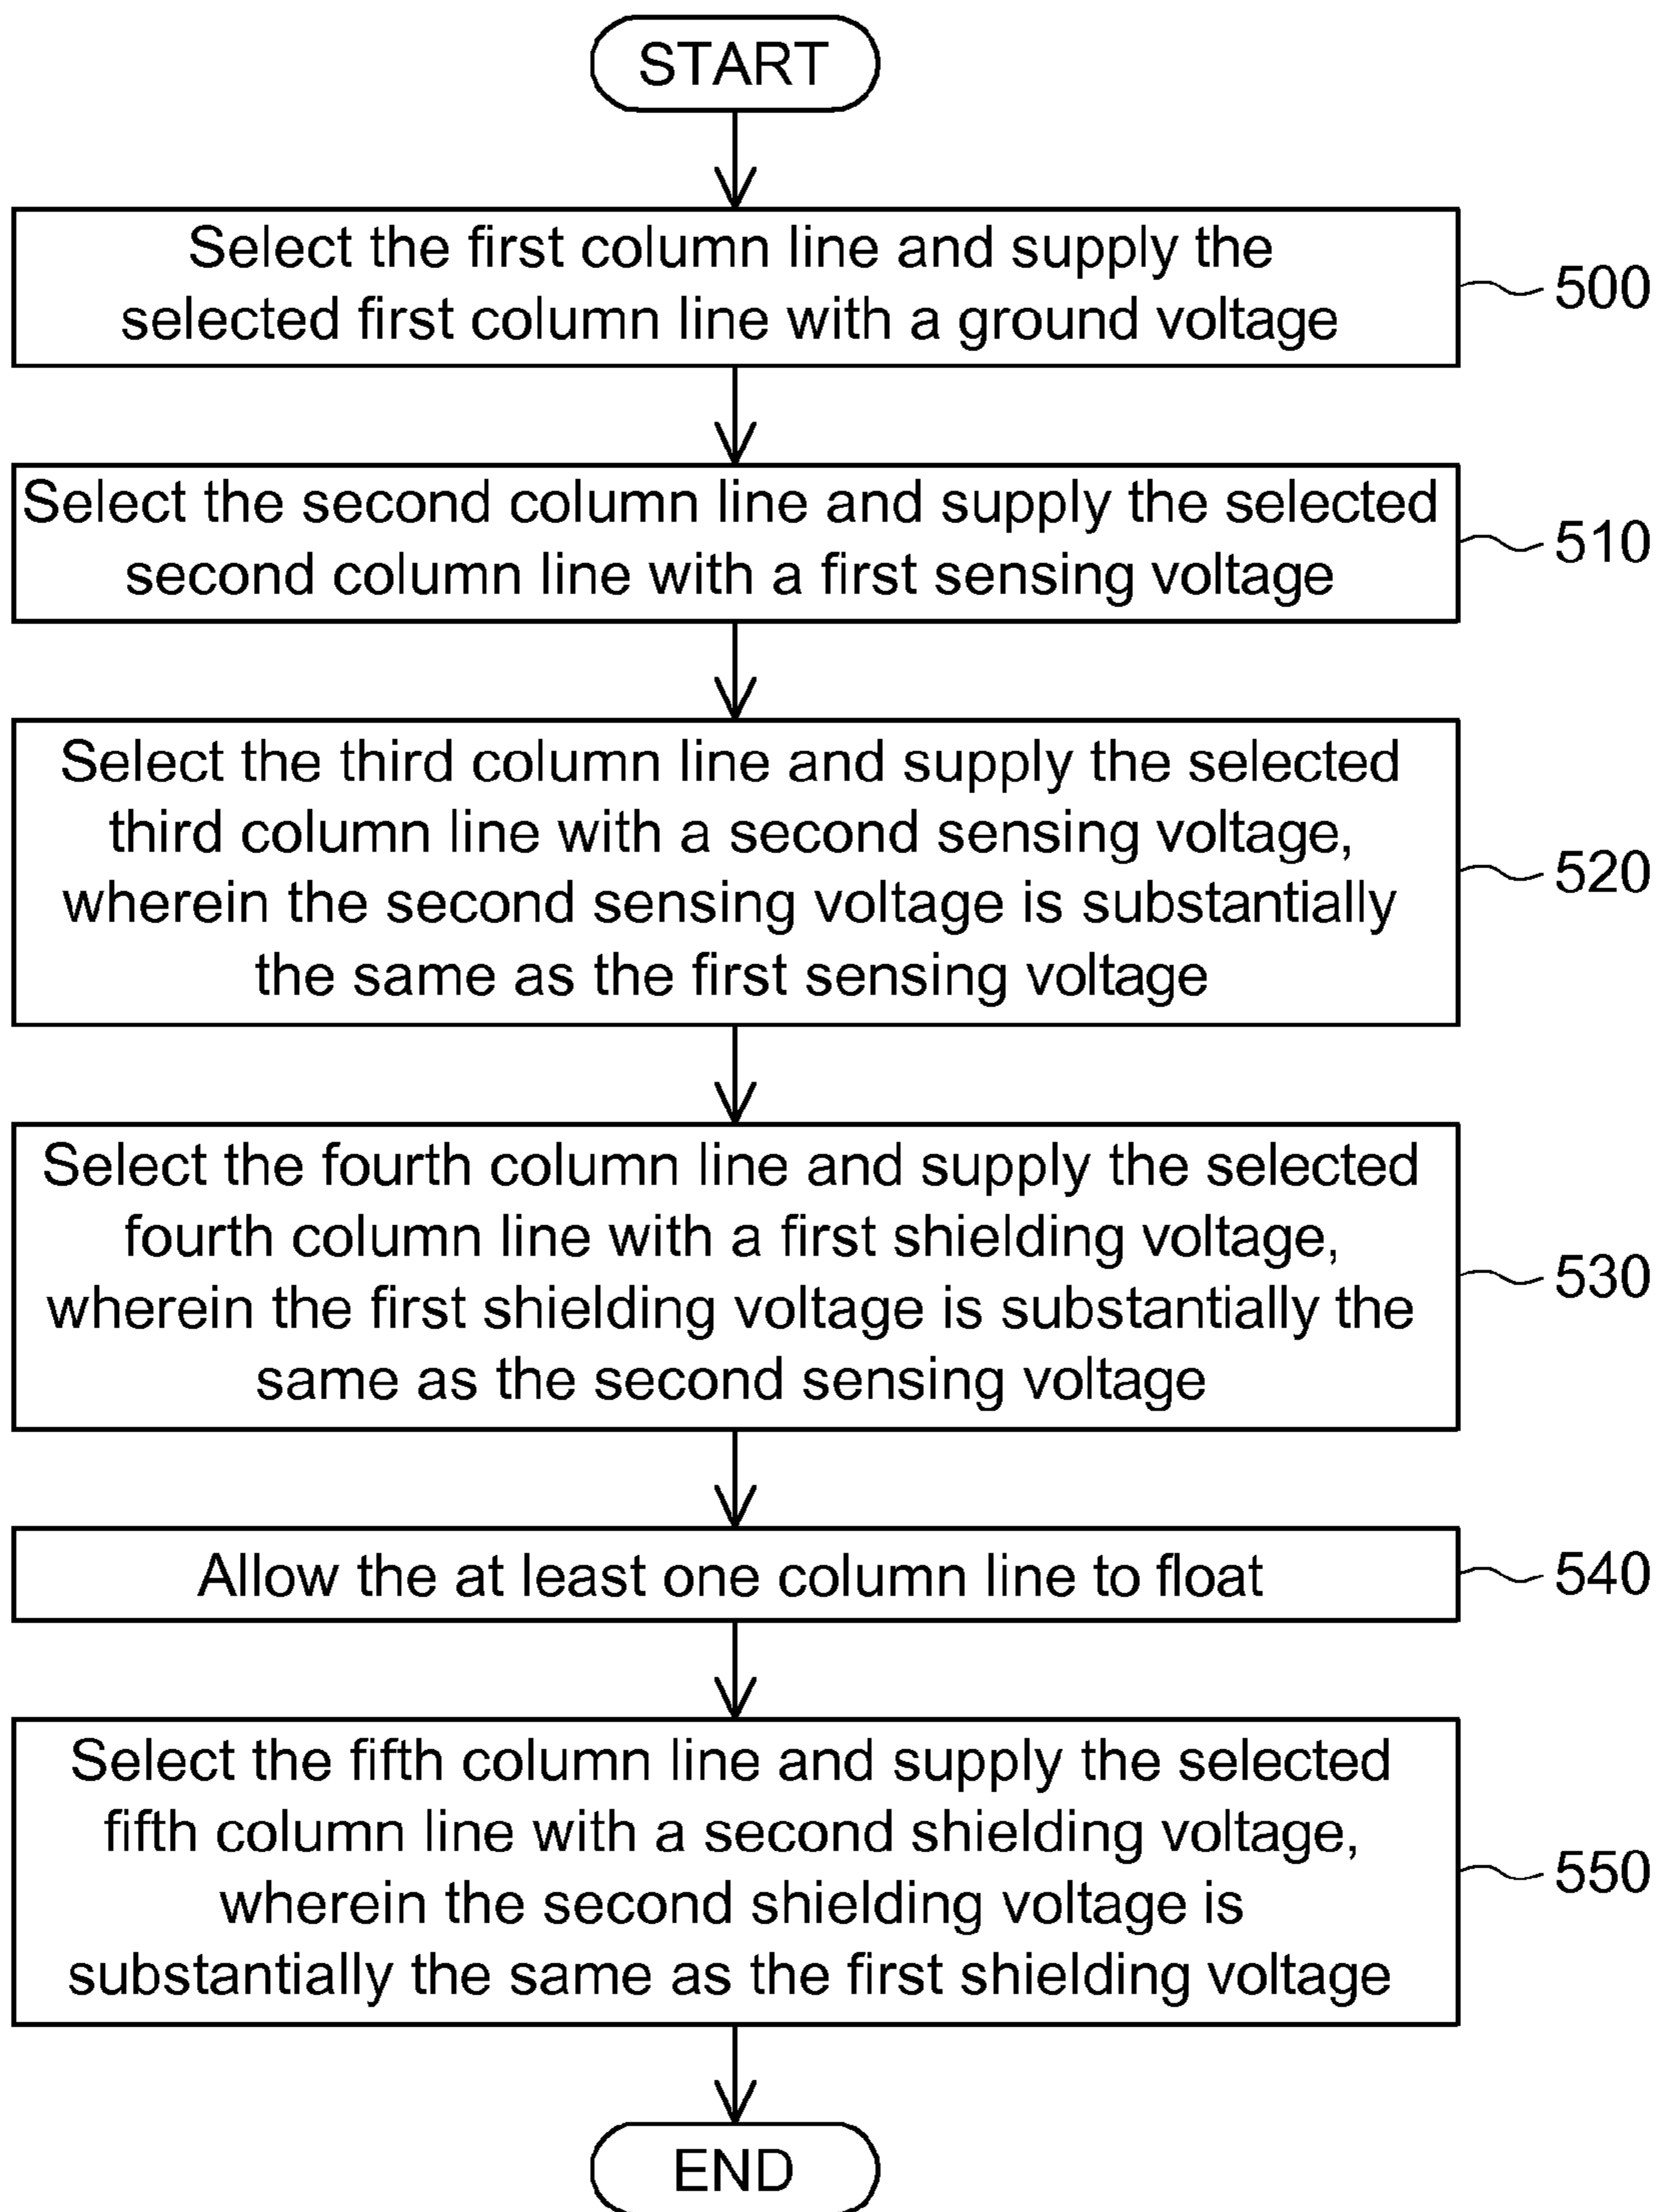 START
Select the first column line and supply the
selected first column line with a ground voltage
500
Select the second column line and supply the selected
second column line with a first sensing voltage
510
Select the third column line and supply the selected
third column line with a second sensing voltage,
wherein the second sensing voltage is substantially
the same as the first sensing voltage
520
Select the fourth column line and supply the selected
fourth column line with a first shielding voltage,
wherein the first shielding voltage is substantially the
same as the second sensing voltage
530
Allow the at least one column line to float
540
Select the fifth column line and supply the selected
fifth column line with a second shielding voltage,
wherein the second shielding voltage is
substantially the same as the first shielding voltage
550
END